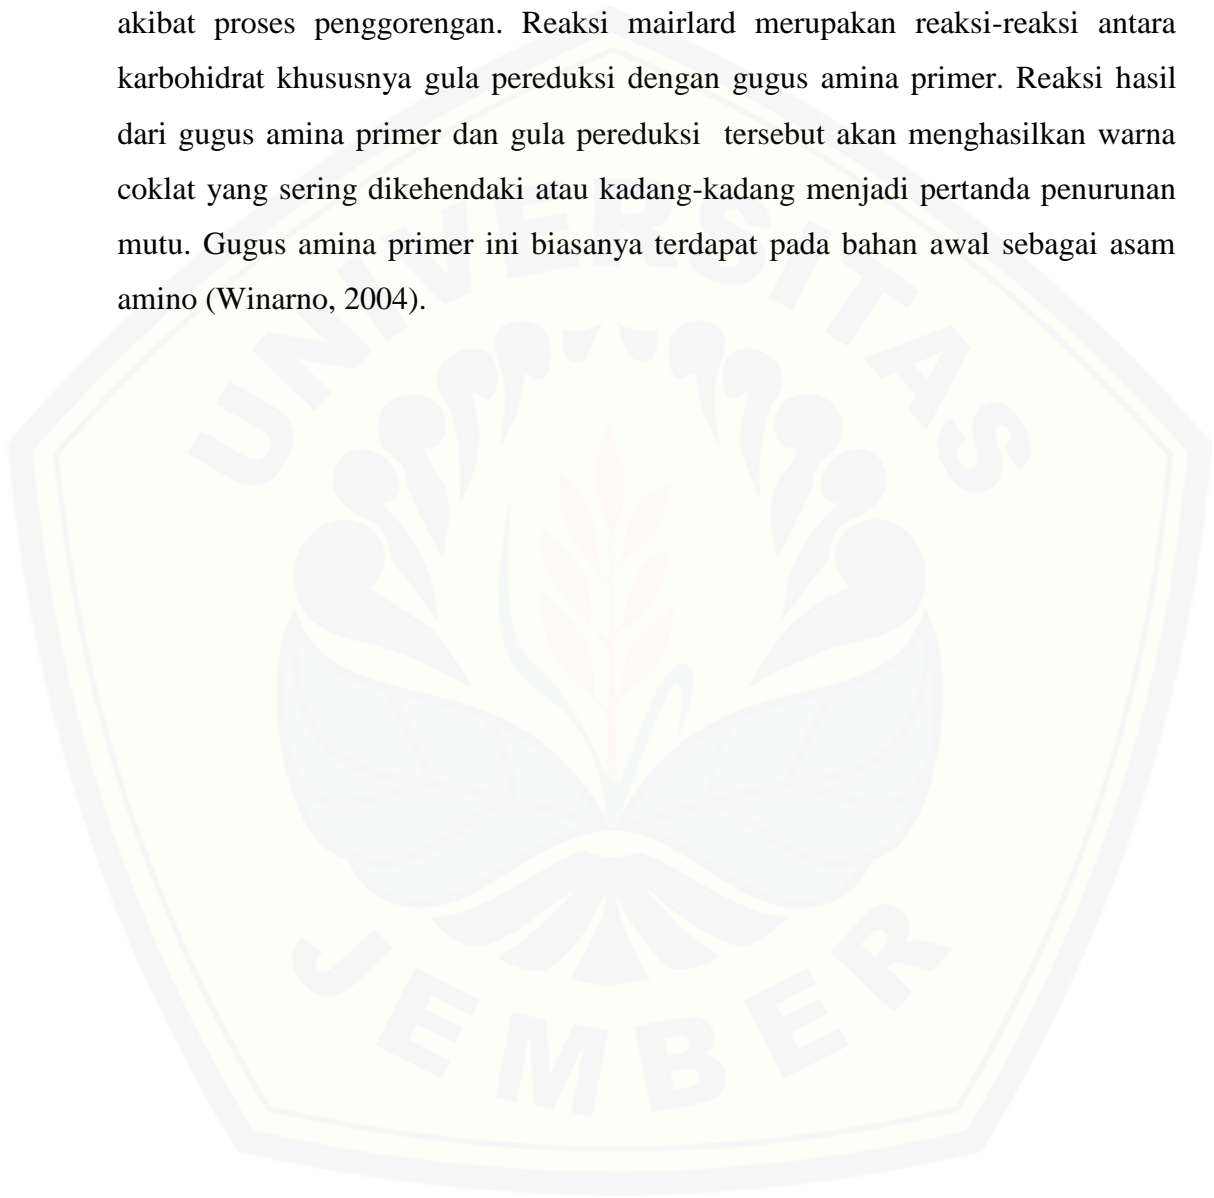 akibat proses penggorengan. Reaksi mairlard merupakan reaksi-reaksi antara
karbohidrat khususnya gula pereduksi dengan gugus amina primer. Reaksi hasil
dari gugus amina primer dan gula pereduksi tersebut akan menghasilkan warna
coklat yang sering dikehendaki atau kadang-kadang menjadi pertanda penurunan
mutu. Gugus amina primer ini biasanya terdapat pada bahan awal sebagai asam
amino (Winarno, 2004).
UNIVERSITAS
JEMBER